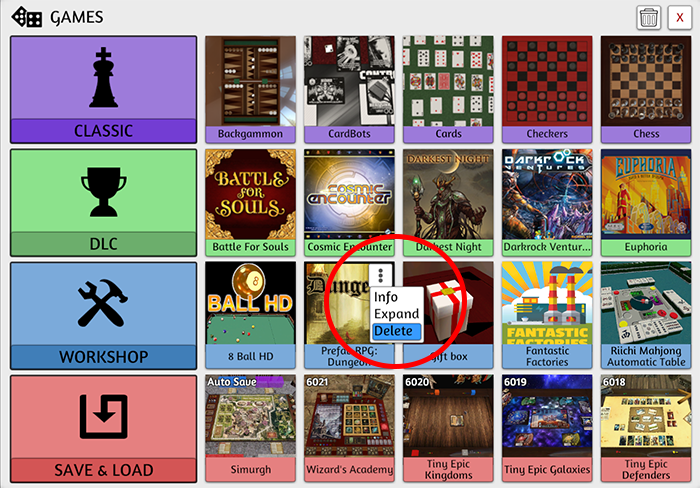 GAMES
X
CLASSIC
Backgammon
CardBots
CONTROL
Cards
Checkers
Chess
DLC
BATTLE
FOR
SOULS
Battle For Souls
COSMIC
ENCOUNTER
Cosmic Encounter
DARKEST NIGHT
Darkest Night
DARKROCK
VENTURES
Darkrock Ventur...
EUPHORIA
Euphoria
WORKSHOP
8
BALL HD
8 Ball HD
Dunge
Prefab RPG:
Dungeon
Info
Expand
Delete
Gift box
FANTASTIC
FACTORIES
Fantastic
Factories
Riichi Mahjong
Automatic Table
SAVE & LOAD
Auto Save
Simurgh
6021
Wizard's Academy
6020
Tiny Epic
Kingdoms
6019
Tiny Epic Galaxies
6018
Tiny Epic
Defenders